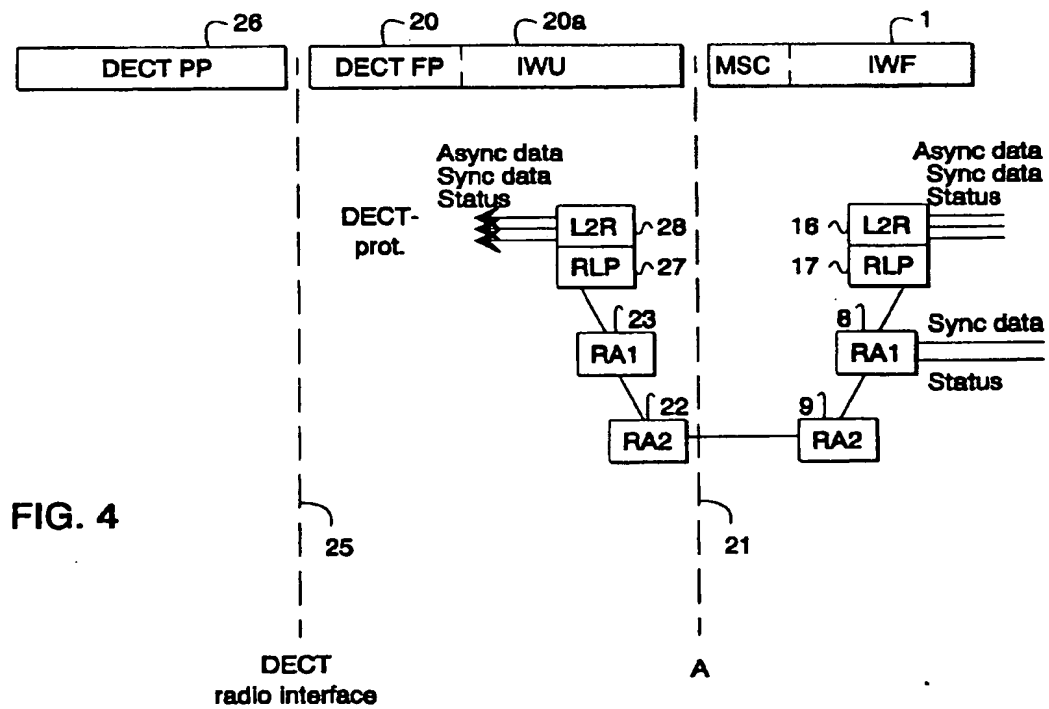 26
20
20a
1
DECT PP
DECT FP
IWU
MSC
IWF
Async data
Sync data
Status
DECT-
prot.
L2R
28
RLP
27
Async data
Sync data
Status
16
L2R
17
RLP
23
RA1
8
RA1
Sync data
Status
22
RA2
9
RA2
FIG. 4
25
21
DECT
radio interface
A